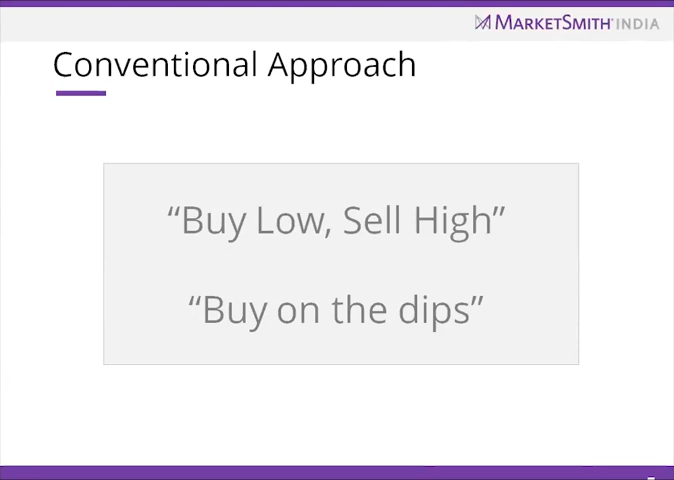 MARKETSMITH INDIA
Conventional Approach
“Buy Low, Sell High”
“Buy on the dips”